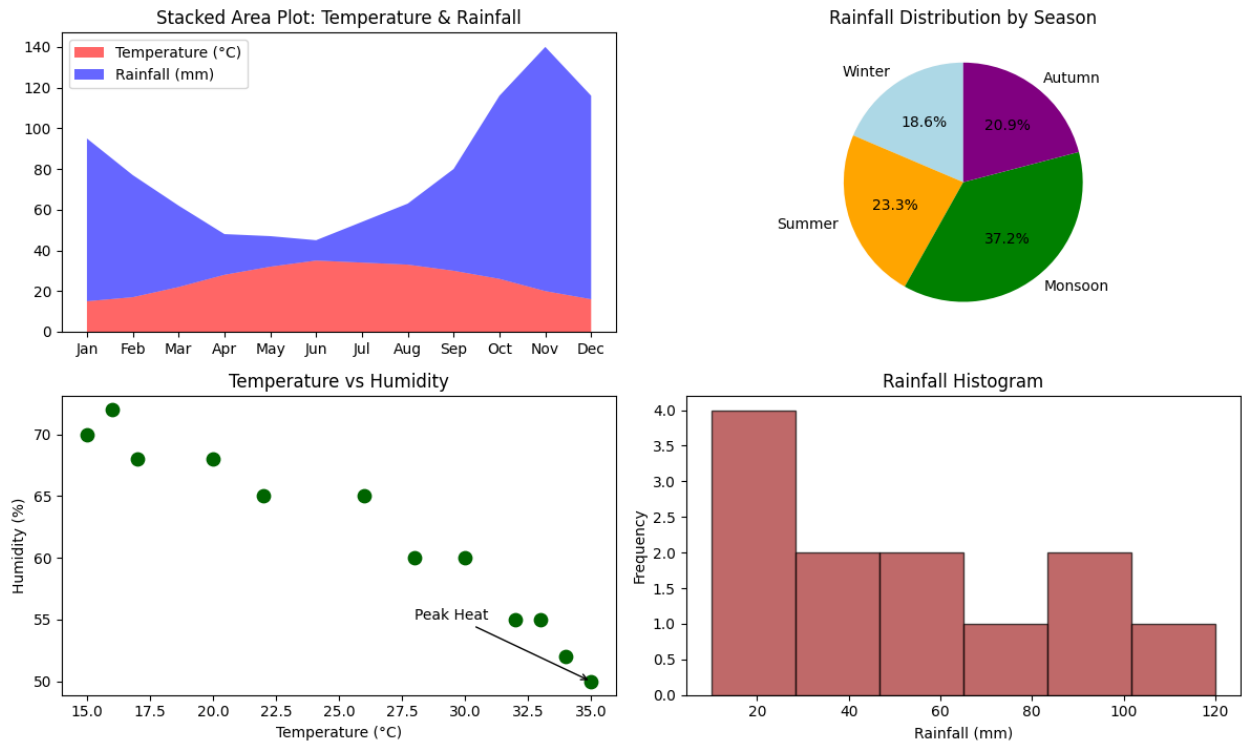 Stacked Area Plot: Temperature & Rainfall
Temperature (°C)
Rainfall (mm)
140
120
100
80
60
40
20
0
Jan Feb Mar Apr May Jun Jul Aug Sep Oct Nov Dec
Rainfall Distribution by Season
Winter
Autumn
18.6%
20.9%
Summer
23.3%
37.2%
Monsoon
Temperature vs Humidity
Humidity (%)
70
65
60
55
50
Peak Heat
15.0 17.5 20.0 22.5 25.0 27.5 30.0 32.5 35.0
Temperature (°C)
Rainfall Histogram
Frequency
4.0
3.5
3.0
2.5
2.0
1.5
1.0
0.5
0.0
20 40 60 80 100 120
Rainfall (mm)